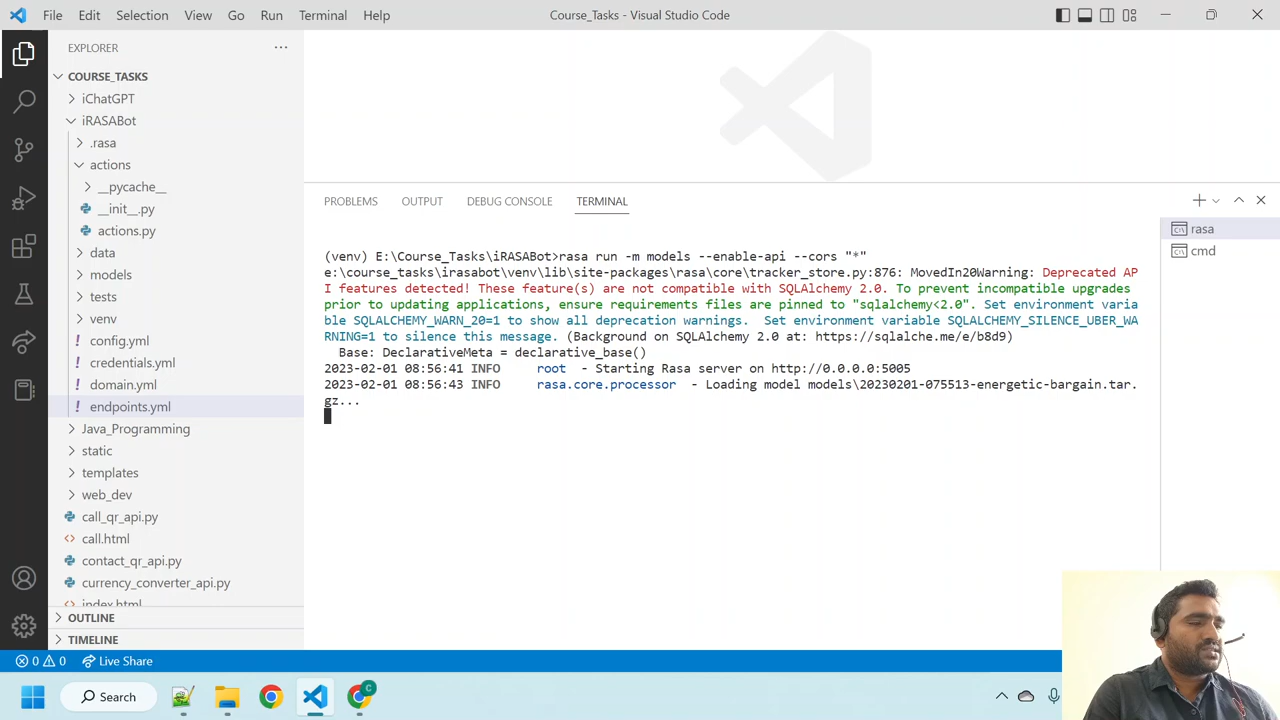 File Edit Selection View Go Run Terminal Help Course_Tasks - Visual Studio Code
EXPLORER
COURSE_TASKS
iChatGPT
iRASABot
.rasa
actions
__pycache__
__init__.py
actions.py
data
models
tests
venv
config.yml
credentials.yml
domain.yml
endpoints.yml
Java_Programming
static
templates
web_dev
call_qr_api.py
call.html
contact_qr_api.py
currency_converter_api.py
index.html
OUTLINE
TIMELINE
PROBLEMS OUTPUT DEBUG CONSOLE TERMINAL
(venv) E:\Course_Tasks\iRASABot>rasa run -m models --enable-api --cors "*"
e:\course_tasks\irasabot\venv\lib\site-packages\rasa\core\tracker_store.py:876: MovedIn20Warning: Deprecated AP
I features detected! These feature(s) are not compatible with SQLAlchemy 2.0. To prevent incompatible upgrades
prior to updating applications, ensure requirements files are pinned to "sqlalchemy<2.0". Set environment varia
ble SQLALCHEMY_WARN_20=1 to show all deprecation warnings.  Set environment variable SQLALCHEMY_SILENCE_UBER_WA
RNING=1 to silence this message. (Background on SQLAlchemy 2.0 at: https://sqlalche.me/e/b8d9)
Base: DeclarativeMeta = declarative_base()
2023-02-01 08:56:41 INFO     root  - Starting Rasa server on http://0.0.0.0:5005
2023-02-01 08:56:43 INFO     rasa.core.processor  - Loading model models\20230201-075513-energetic-bargain.tar.
gz...
rasa
cmd
0 0 Live Share
Search
C